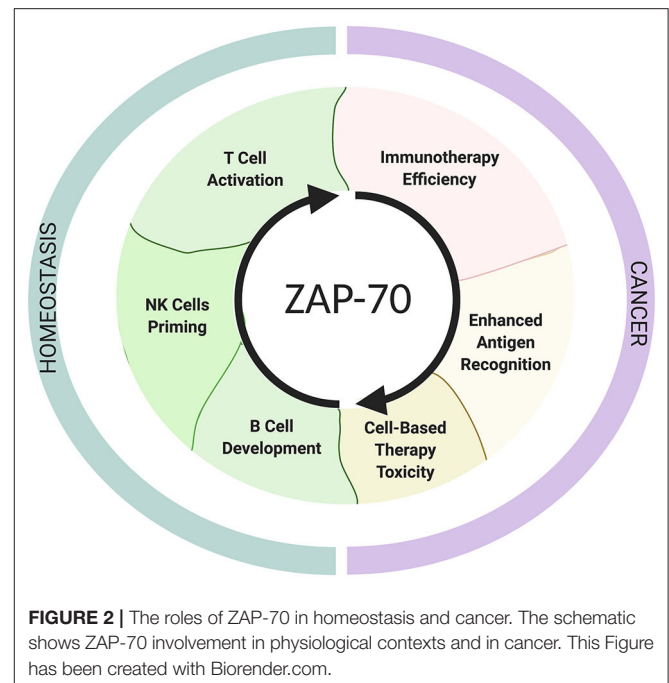 HOMEOSTASIS
T Cell
Activation
Immunotherapy
Efficiency
NK Cells
Priming
ZAP-70
Enhanced
Antigen
Recognition
B Cell
Development
Cell-Based
Therapy
Toxicity
CANCER
FIGURE 2 | The roles of ZAP-70 in homeostasis and cancer. The schematic
shows ZAP-70 involvement in physiological contexts and in cancer. This Figure
has been created with Biorender.com.